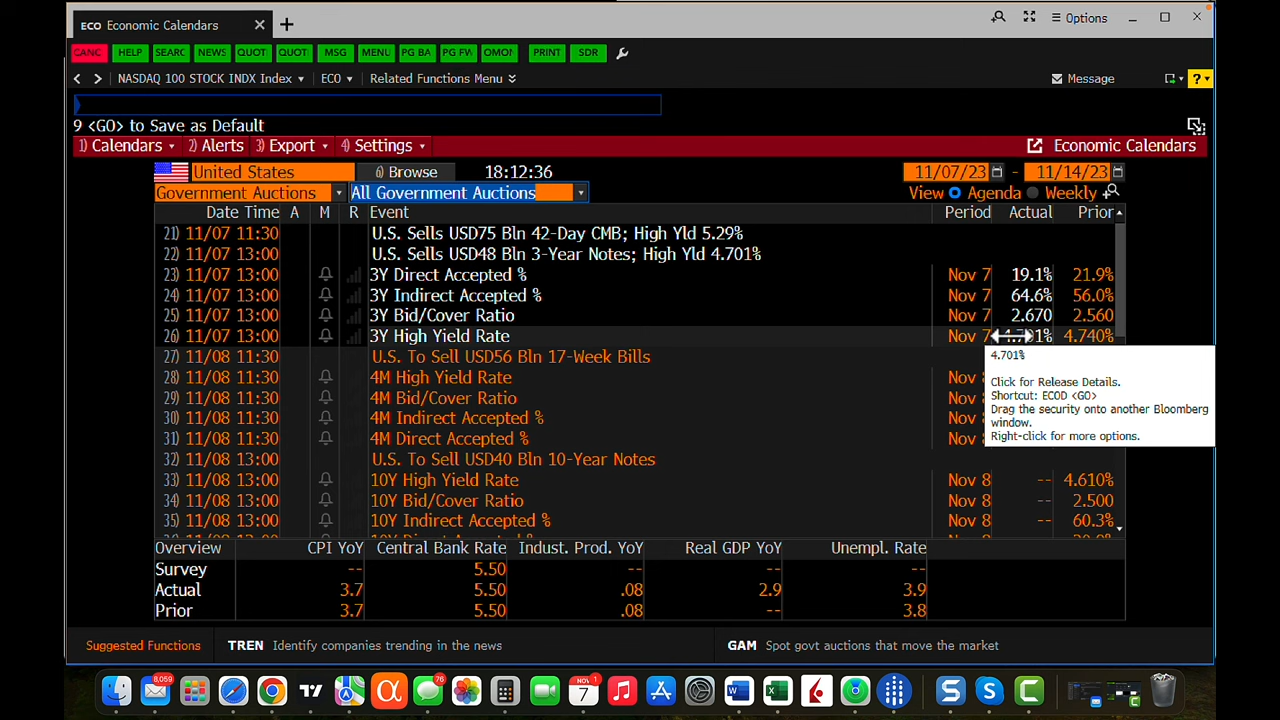 ECO Economic Calendars
Options
CANC HELP SEARC NEWS QUOT QUOT MSG MENU PG BA PG FW OMON PRINT SDR
NASDAQ 100 STOCK INDX Index ECO Related Functions Menu Message ?
9 <GO> to Save as Default
1) Calendars 2) Alerts 3) Export 4) Settings Economic Calendars
United States Browse 18:12:36 11/07/23 - 11/14/23
Government Auctions All Government Auctions View Agenda Weekly
Date Time A M R Event Period Actual Prior
21) 11/07 11:30 U.S. Sells USD75 Bln 42-Day CMB; High Yld 5.29%
22) 11/07 13:00 U.S. Sells USD48 Bln 3-Year Notes; High Yld 4.701%
23) 11/07 13:00 3Y Direct Accepted % Nov 7 19.1% 21.9%
24) 11/07 13:00 3Y Indirect Accepted % Nov 7 64.6% 56.0%
25) 11/07 13:00 3Y Bid/Cover Ratio Nov 7 2.670 2.560
26) 11/07 13:00 3Y High Yield Rate Nov 7 4.701% 4.740%
27) 11/08 11:30 U.S. To Sell USD56 Bln 17-Week Bills
28) 11/08 11:30 4M High Yield Rate Nov
29) 11/08 11:30 4M Bid/Cover Ratio Nov
30) 11/08 11:30 4M Indirect Accepted % Nov
31) 11/08 11:30 4M Direct Accepted % Nov
4.701%
Click for Release Details.
Shortcut: ECOD <GO>
Drag the security onto another Bloomberg
window.
Right-click for more options.
32) 11/08 13:00 U.S. To Sell USD40 Bln 10-Year Notes
33) 11/08 13:00 10Y High Yield Rate Nov 8 -- 4.610%
34) 11/08 13:00 10Y Bid/Cover Ratio Nov 8 -- 2.500
35) 11/08 13:00 10Y Indirect Accepted % Nov 8 -- 60.3%
Overview CPI YoY Central Bank Rate Indust. Prod. YoY Real GDP YoY Unempl. Rate
Survey -- 5.50 -- -- --
Actual 3.7 5.50 .08 2.9 3.9
Prior 3.7 5.50 .08 -- 3.8
Suggested Functions TREN Identify companies trending in the news GAM Spot govt auctions that move the market
8,059 76 NOV 7 1